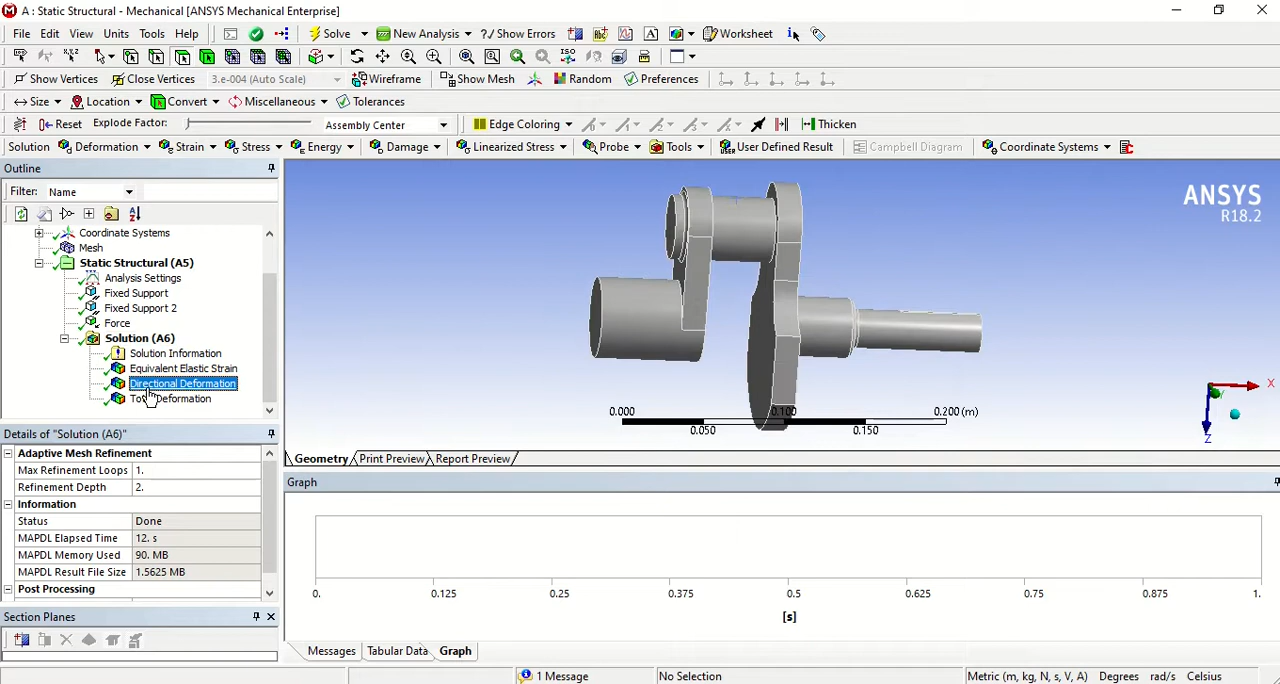 A : Static Structural - Mechanical [ANSYS Mechanical Enterprise]
File Edit View Units Tools Help Solve New Analysis ?/ Show Errors Worksheet
Show Vertices Close Vertices 3.e-004 (Auto Scale) Wireframe Show Mesh Random Preferences
Size Location Convert Miscellaneous Tolerances
Reset Explode Factor: Assembly Center Edge Coloring Thicken
Solution Deformation Strain Stress Energy Damage Linearized Stress Probe Tools User Defined Result Campbell Diagram Coordinate Systems
Outline
Filter: Name
Coordinate Systems
Mesh
Static Structural (A5)
Analysis Settings
Fixed Support
Fixed Support 2
Force
Solution (A6)
Solution Information
Equivalent Elastic Strain
Directional Deformation
Deformation
ANSYS
R18.2
0.000 0.100 0.200 (m)
0.050 0.150
X
Z
Geometry Print Preview Report Preview
Details of "Solution (A6)"
Adaptive Mesh Refinement
Max Refinement Loops 1.
Refinement Depth 2.
Information
Status Done
MAPDL Elapsed Time 12. s
MAPDL Memory Used 90. MB
MAPDL Result File Size 1.5625 MB
Post Processing
Section Planes
Graph
0. 0.125 0.25 0.375 0.5 0.625 0.75 0.875 1.
[s]
Messages Tabular Data Graph
1 Message No Selection Metric (m, kg, N, s, V, A) Degrees rad/s Celsius